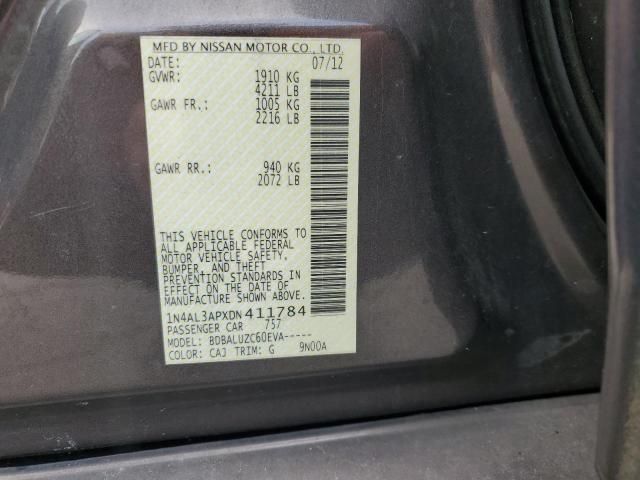 MFD BY NISSAN MOTOR CO., LTD.
DATE: 07/12
GVWR: 1910 KG
4211 LB
GAWR FR.: 1005 KG
2216 LB
GAWR RR.: 940 KG
2072 LB
THIS VEHICLE CONFORMS TO
ALL APPLICABLE FEDERAL
MOTOR VEHICLE SAFETY,
BUMPER, AND THEFT
PREVENTION STANDARDS IN
EFFECT ON THE DATE OF
MANUFACTURE SHOWN ABOVE.
1N4AL3APXDN411784
PASSENGER CAR 757
MODEL: BDBALUZC60EVA-----
COLOR: CAJ TRIM: G 9N00A